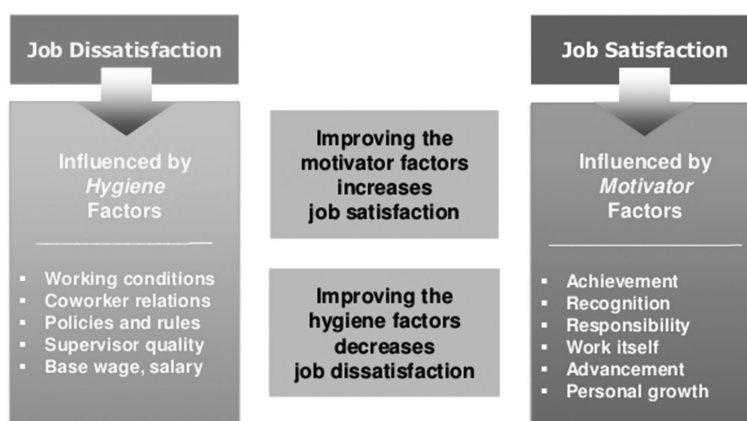 Job Dissatisfaction
Influenced by
Hygiene
Factors
▪ Working conditions
▪ Coworker relations
▪ Policies and rules
▪ Supervisor quality
▪ Base wage, salary
Improving the
motivator factors
increases
job satisfaction
Improving the
hygiene factors
decreases
job dissatisfaction
Job Satisfaction
Influenced by
Motivator
Factors
▪ Achievement
▪ Recognition
▪ Responsibility
▪ Work itself
▪ Advancement
▪ Personal growth